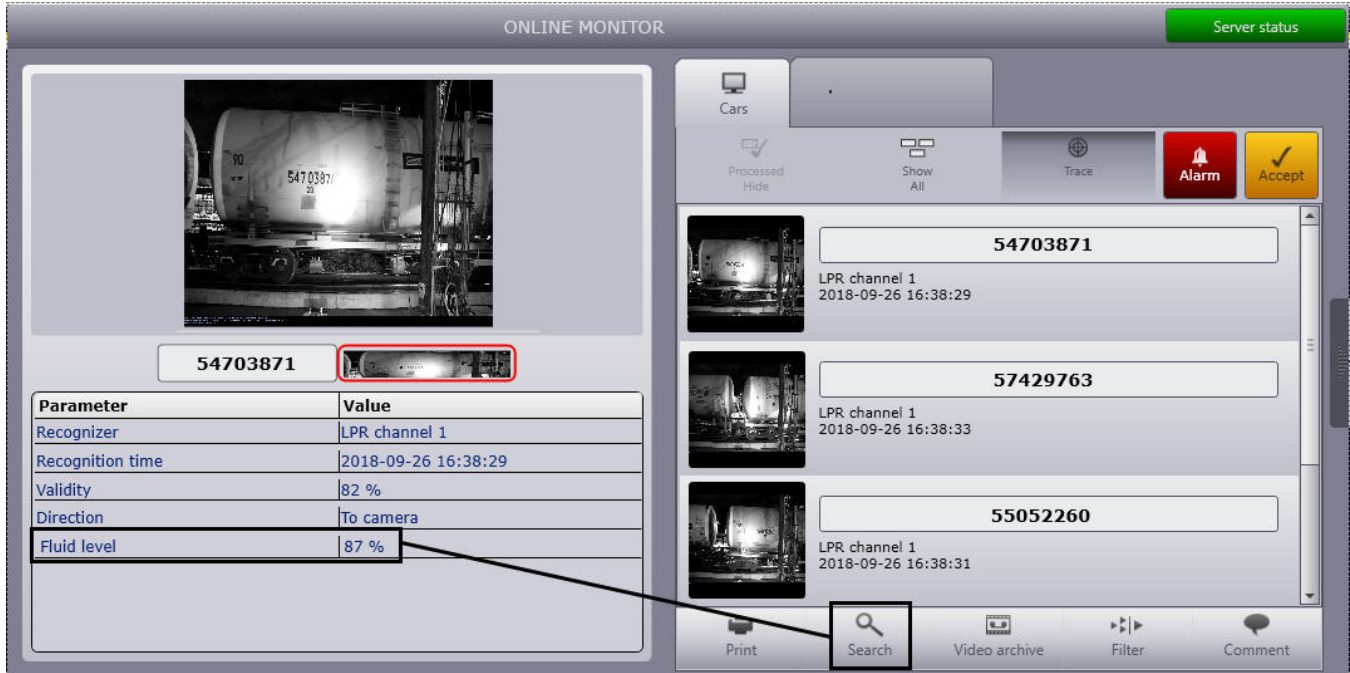 ONLINE MONITOR
Server status
90
5470387
20
54703871
Parameter Value
Recognizer LPR channel 1
Recognition time 2018-09-26 16:38:29
Validity 82 %
Direction To camera
Fluid level 87 %
Cars
.
Processed
Hide
Show
All
Trace
Alarm
Accept
54703871
LPR channel 1
2018-09-26 16:38:29
57429763
LPR channel 1
2018-09-26 16:38:33
55052260
LPR channel 1
2018-09-26 16:38:31
Print
Search
Video archive
Filter
Comment